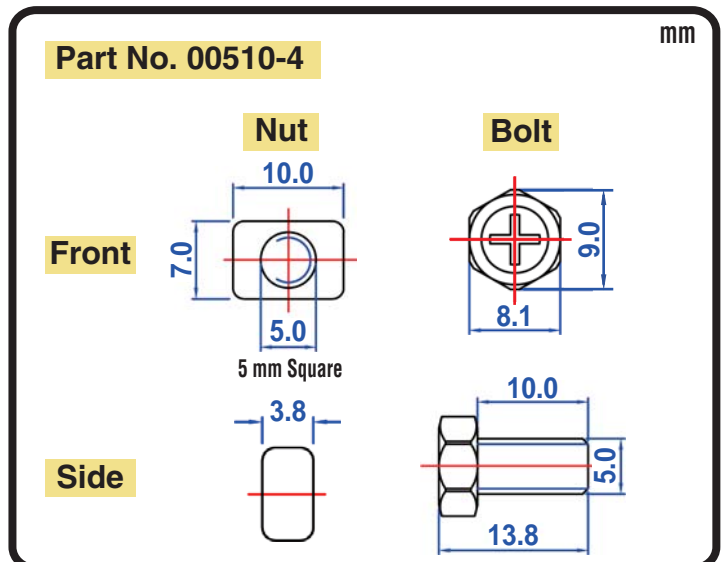 mm
Part No. 00510-4
Nut
Bolt
10.0
Front
7.0
9.0
5.0
8.1
5 mm Square
3.8
10.0
Side
5.0
13.8